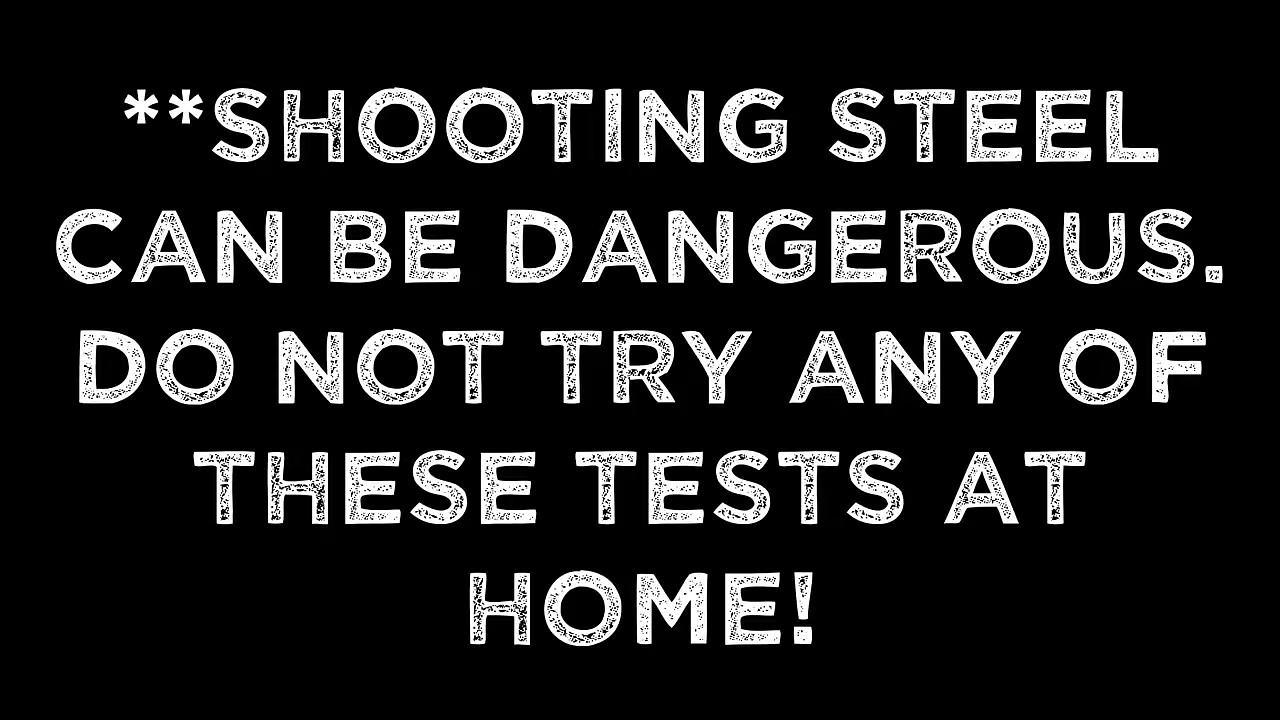 **SHOOTING STEEL
CAN BE DANGEROUS.
DO NOT TRY ANY OF
THESE TESTS AT
HOME!